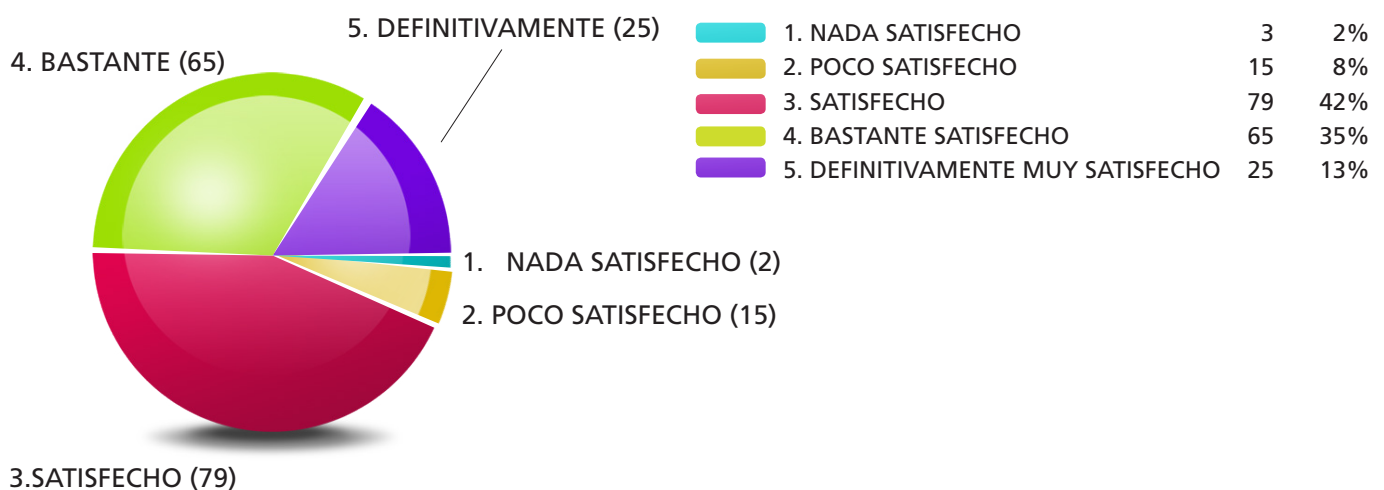 5. DEFINITIVAMENTE (25)
4. BASTANTE (65)
1. NADA SATISFECHO 3 2%
2. POCO SATISFECHO 15 8%
3. SATISFECHO 79 42%
4. BASTANTE SATISFECHO 65 35%
5. DEFINITIVAMENTE MUY SATISFECHO 25 13%
1. NADA SATISFECHO (2)
2. POCO SATISFECHO (15)
3.SATISFECHO (79)